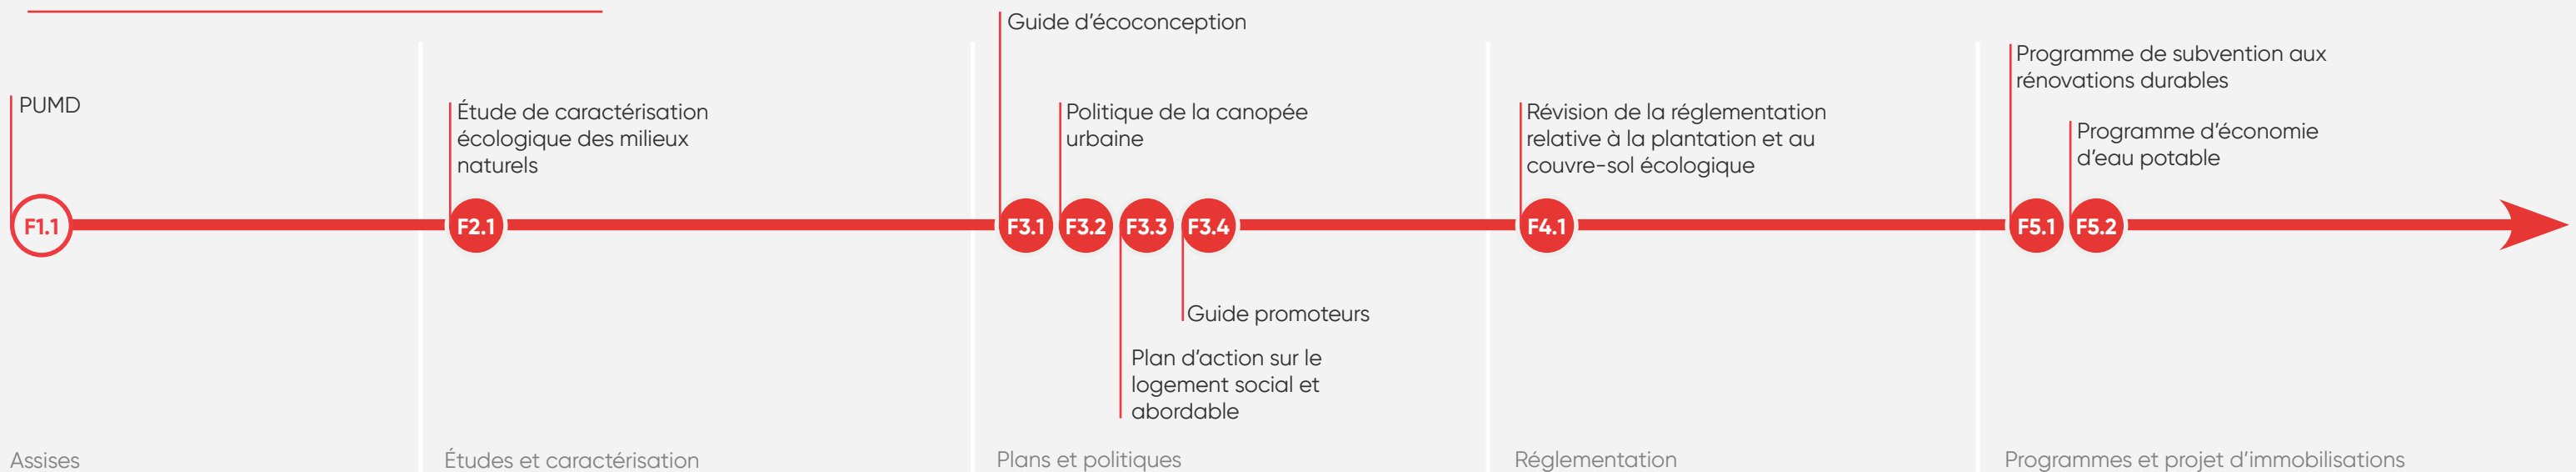 Guide d’écoconception
Programme de subvention aux
rénovations durables
PUMD
Étude de caractérisation
écologique des milieux
naturels
Politique de la canopée
urbaine
Révision de la réglementation
relative à la plantation et au
couvre-sol écologique
Programme d’économie
d’eau potable
F1.1
F2.1
F3.1
F3.2
F3.3
F3.4
F4.1
F5.1
F5.2
Guide promoteurs
Plan d’action sur le
logement social et
abordable
Assises
Études et caractérisation
Plans et politiques
Réglementation
Programmes et projet d’immobilisations